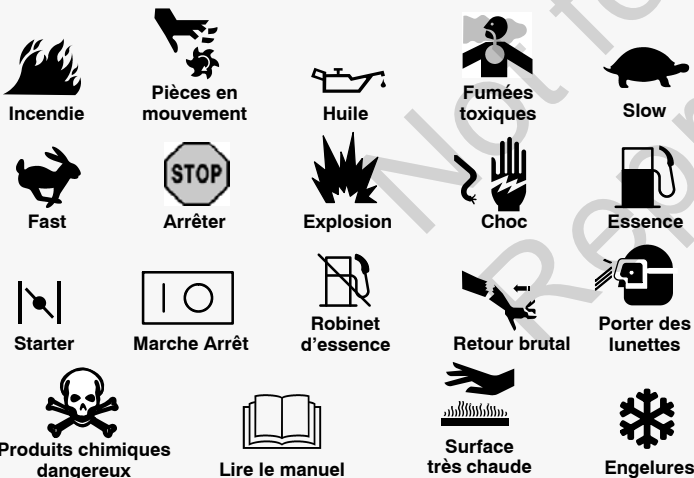 Incendie
Pièces en
mouvement
Huile
Fumées
toxiques
Slow
Fast
STOP
Arrêter
Explosion
Choc
Essence
Starter
Marche Arrêt
Robinet
d'essence
Retour brutal
Porter des
lunettes
Produits chimiques
dangereux
Lire le manuel
Surface
très chaude
Engelures
Not